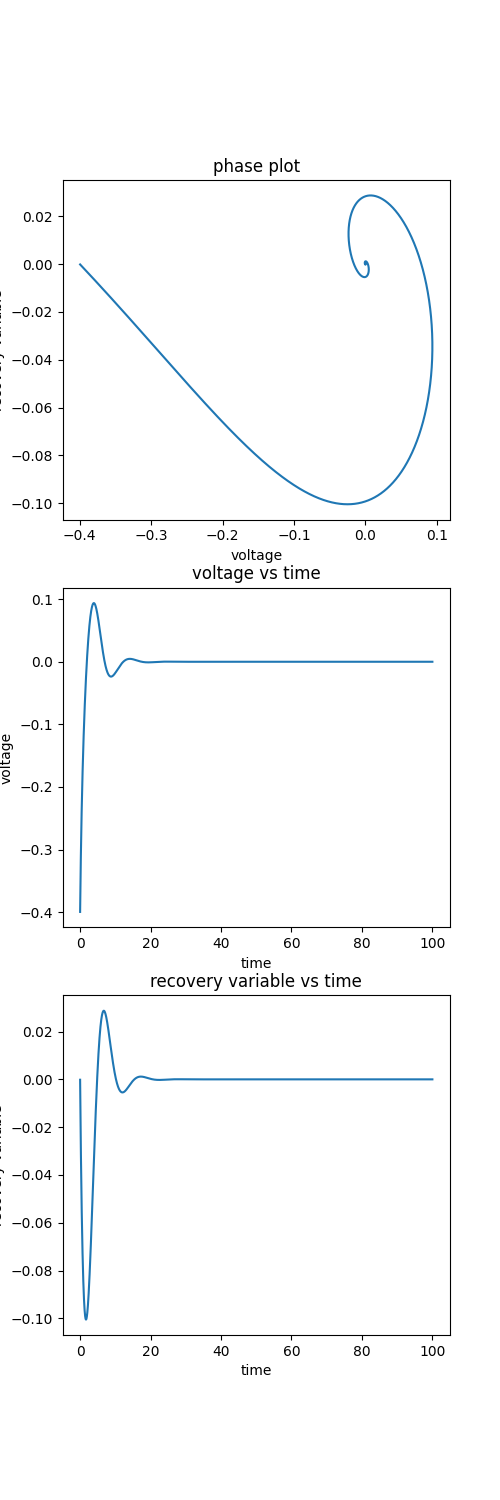 phase plot
0.02
0.00
−0.02
−0.04
−0.06
−0.08
−0.10
−0.4 −0.3 −0.2 −0.1 0.0 0.1
voltage
voltage vs time
0.1
0.0
−0.1
−0.2
−0.3
−0.4
voltage
0 20 40 60 80 100
time
recovery variable vs time
0.02
0.00
−0.02
−0.04
−0.06
−0.08
−0.10
0 20 40 60 80 100
time